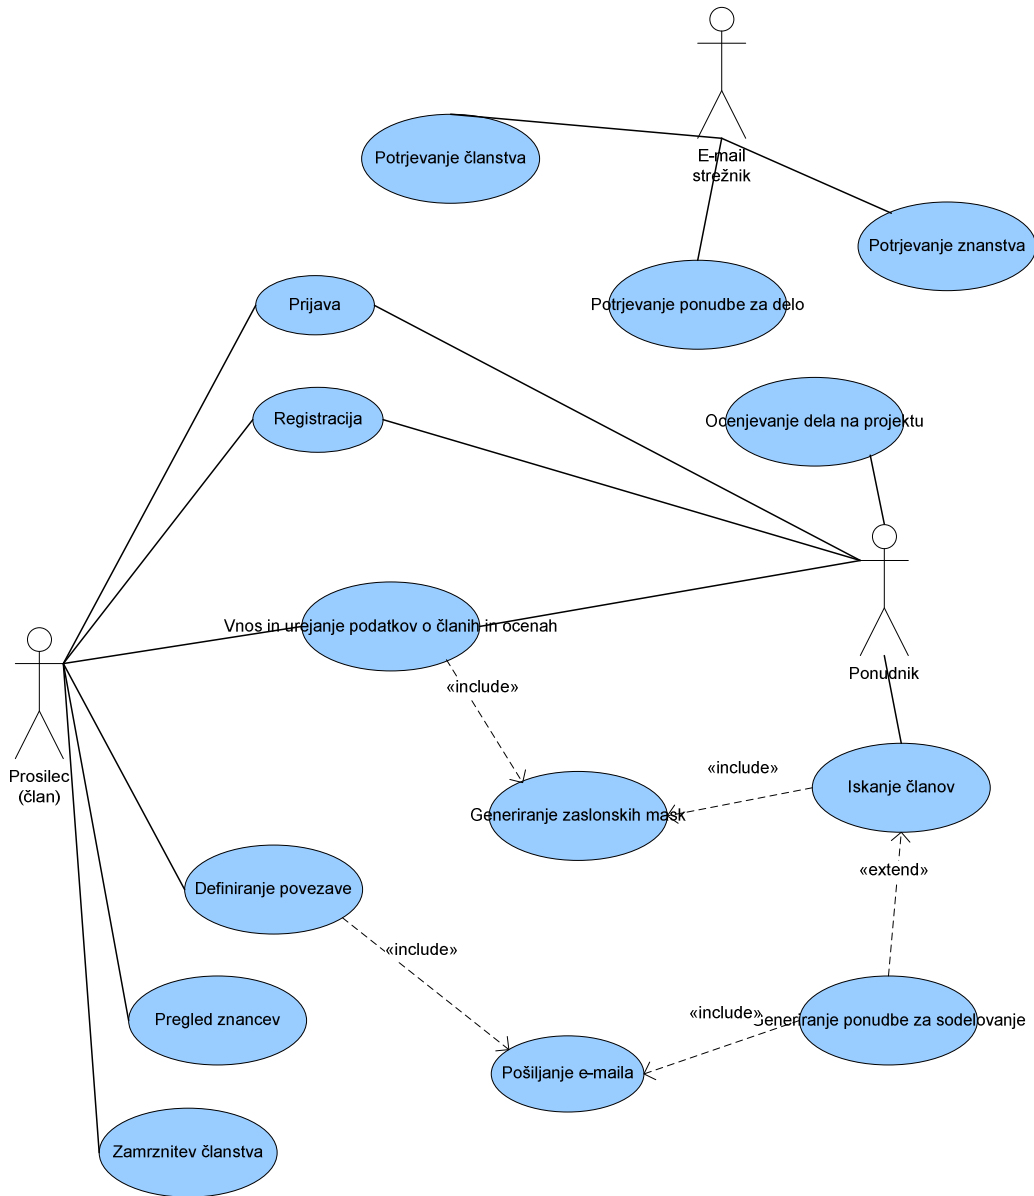 Potrjevanje članstva
E-mail
strežnik
Potrjevanje znanstva
Potrjevanje ponudbe za delo
Prijava
Registracija
Ocenjevanje dela na projektu
Vnos in urejanje podatkov o članih in ocenah
Ponudnik
«include»
Prosilec
(član)
«include»
Iskanje članov
Generiranje zaslonskih mask
«extend»
Definiranje povezave
«include»
«include»
Generiranje ponudbe za sodelovanje
Pregled znancev
Pošiljanje e-maila
Zamrznitev članstva